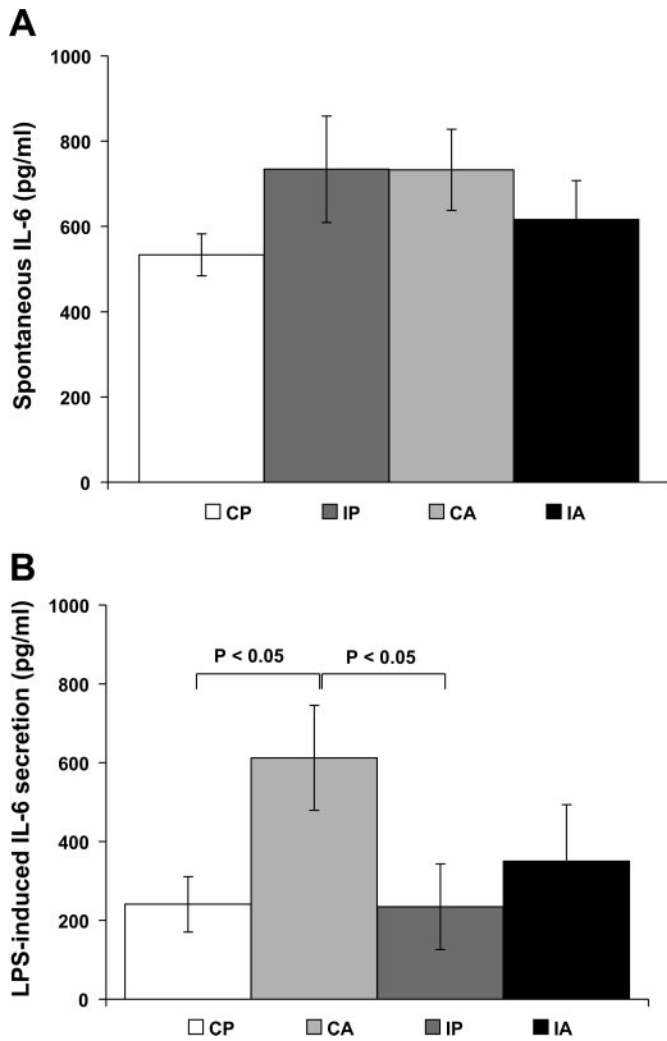 A
Spontaneous IL-6 (pg/ml)
1000
800
600
400
200
0
CP IP CA IA
B
LPS-induced IL-6 secretion (pg/ml)
1000
800
600
400
200
0
P < 0.05 P < 0.05
CP CA IP IA